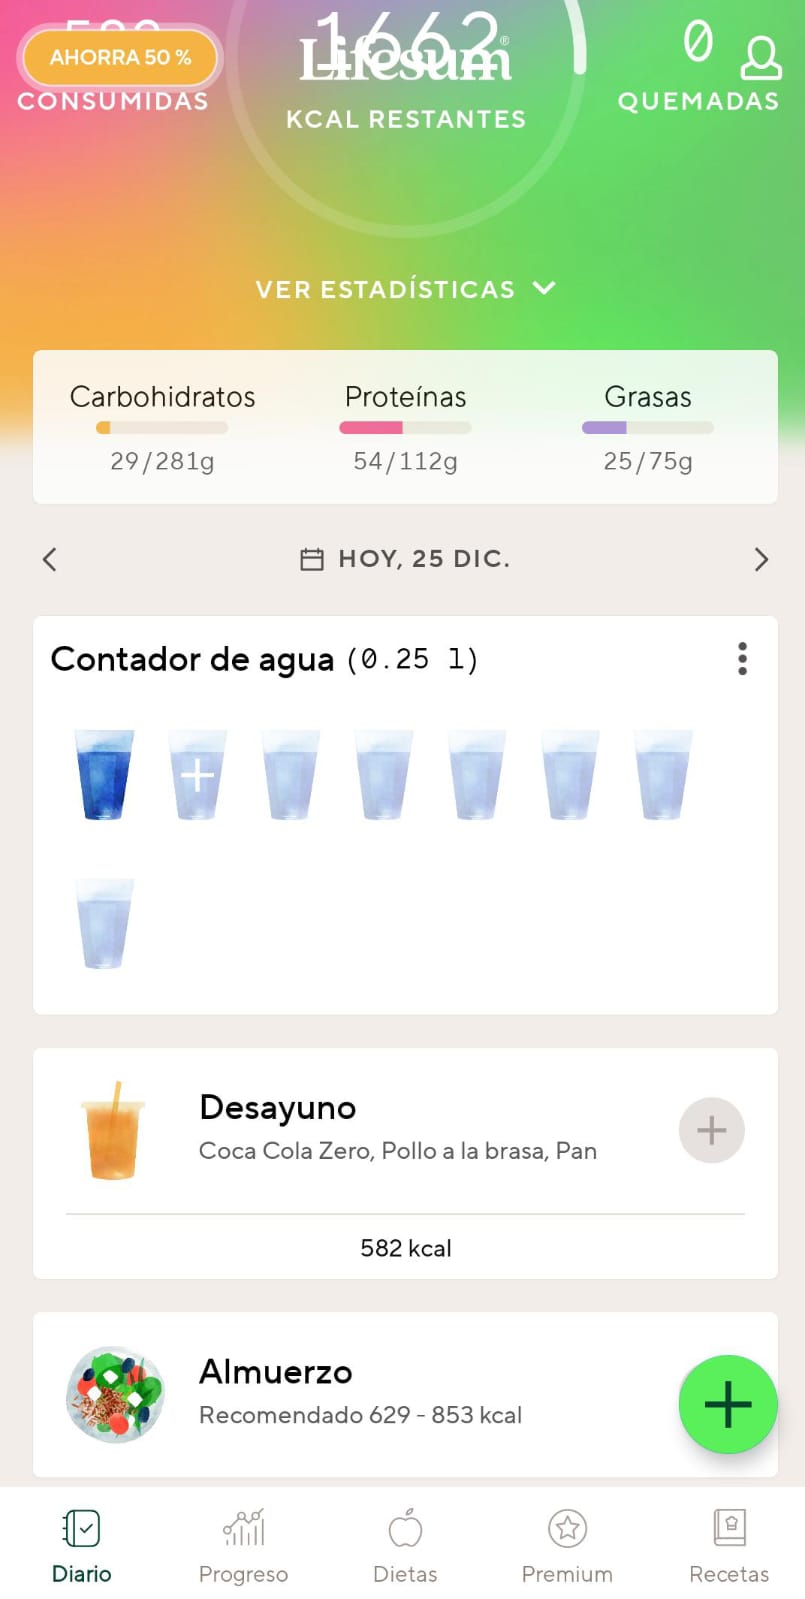 1662
0
AHORRA 50 %
Lifesum®
CONSUMIDAS
KCAL RESTANTES
QUEMADAS
VER ESTADÍSTICAS
Carbohidratos
Proteínas
Grasas
29/281g
54/112g
25/75g
HOY, 25 DIC.
Contador de agua (0.25 l)
Desayuno
Coca Cola Zero, Pollo a la brasa, Pan
582 kcal
Almuerzo
Recomendado 629 - 853 kcal
Diario
Progreso
Dietas
Premium
Recetas